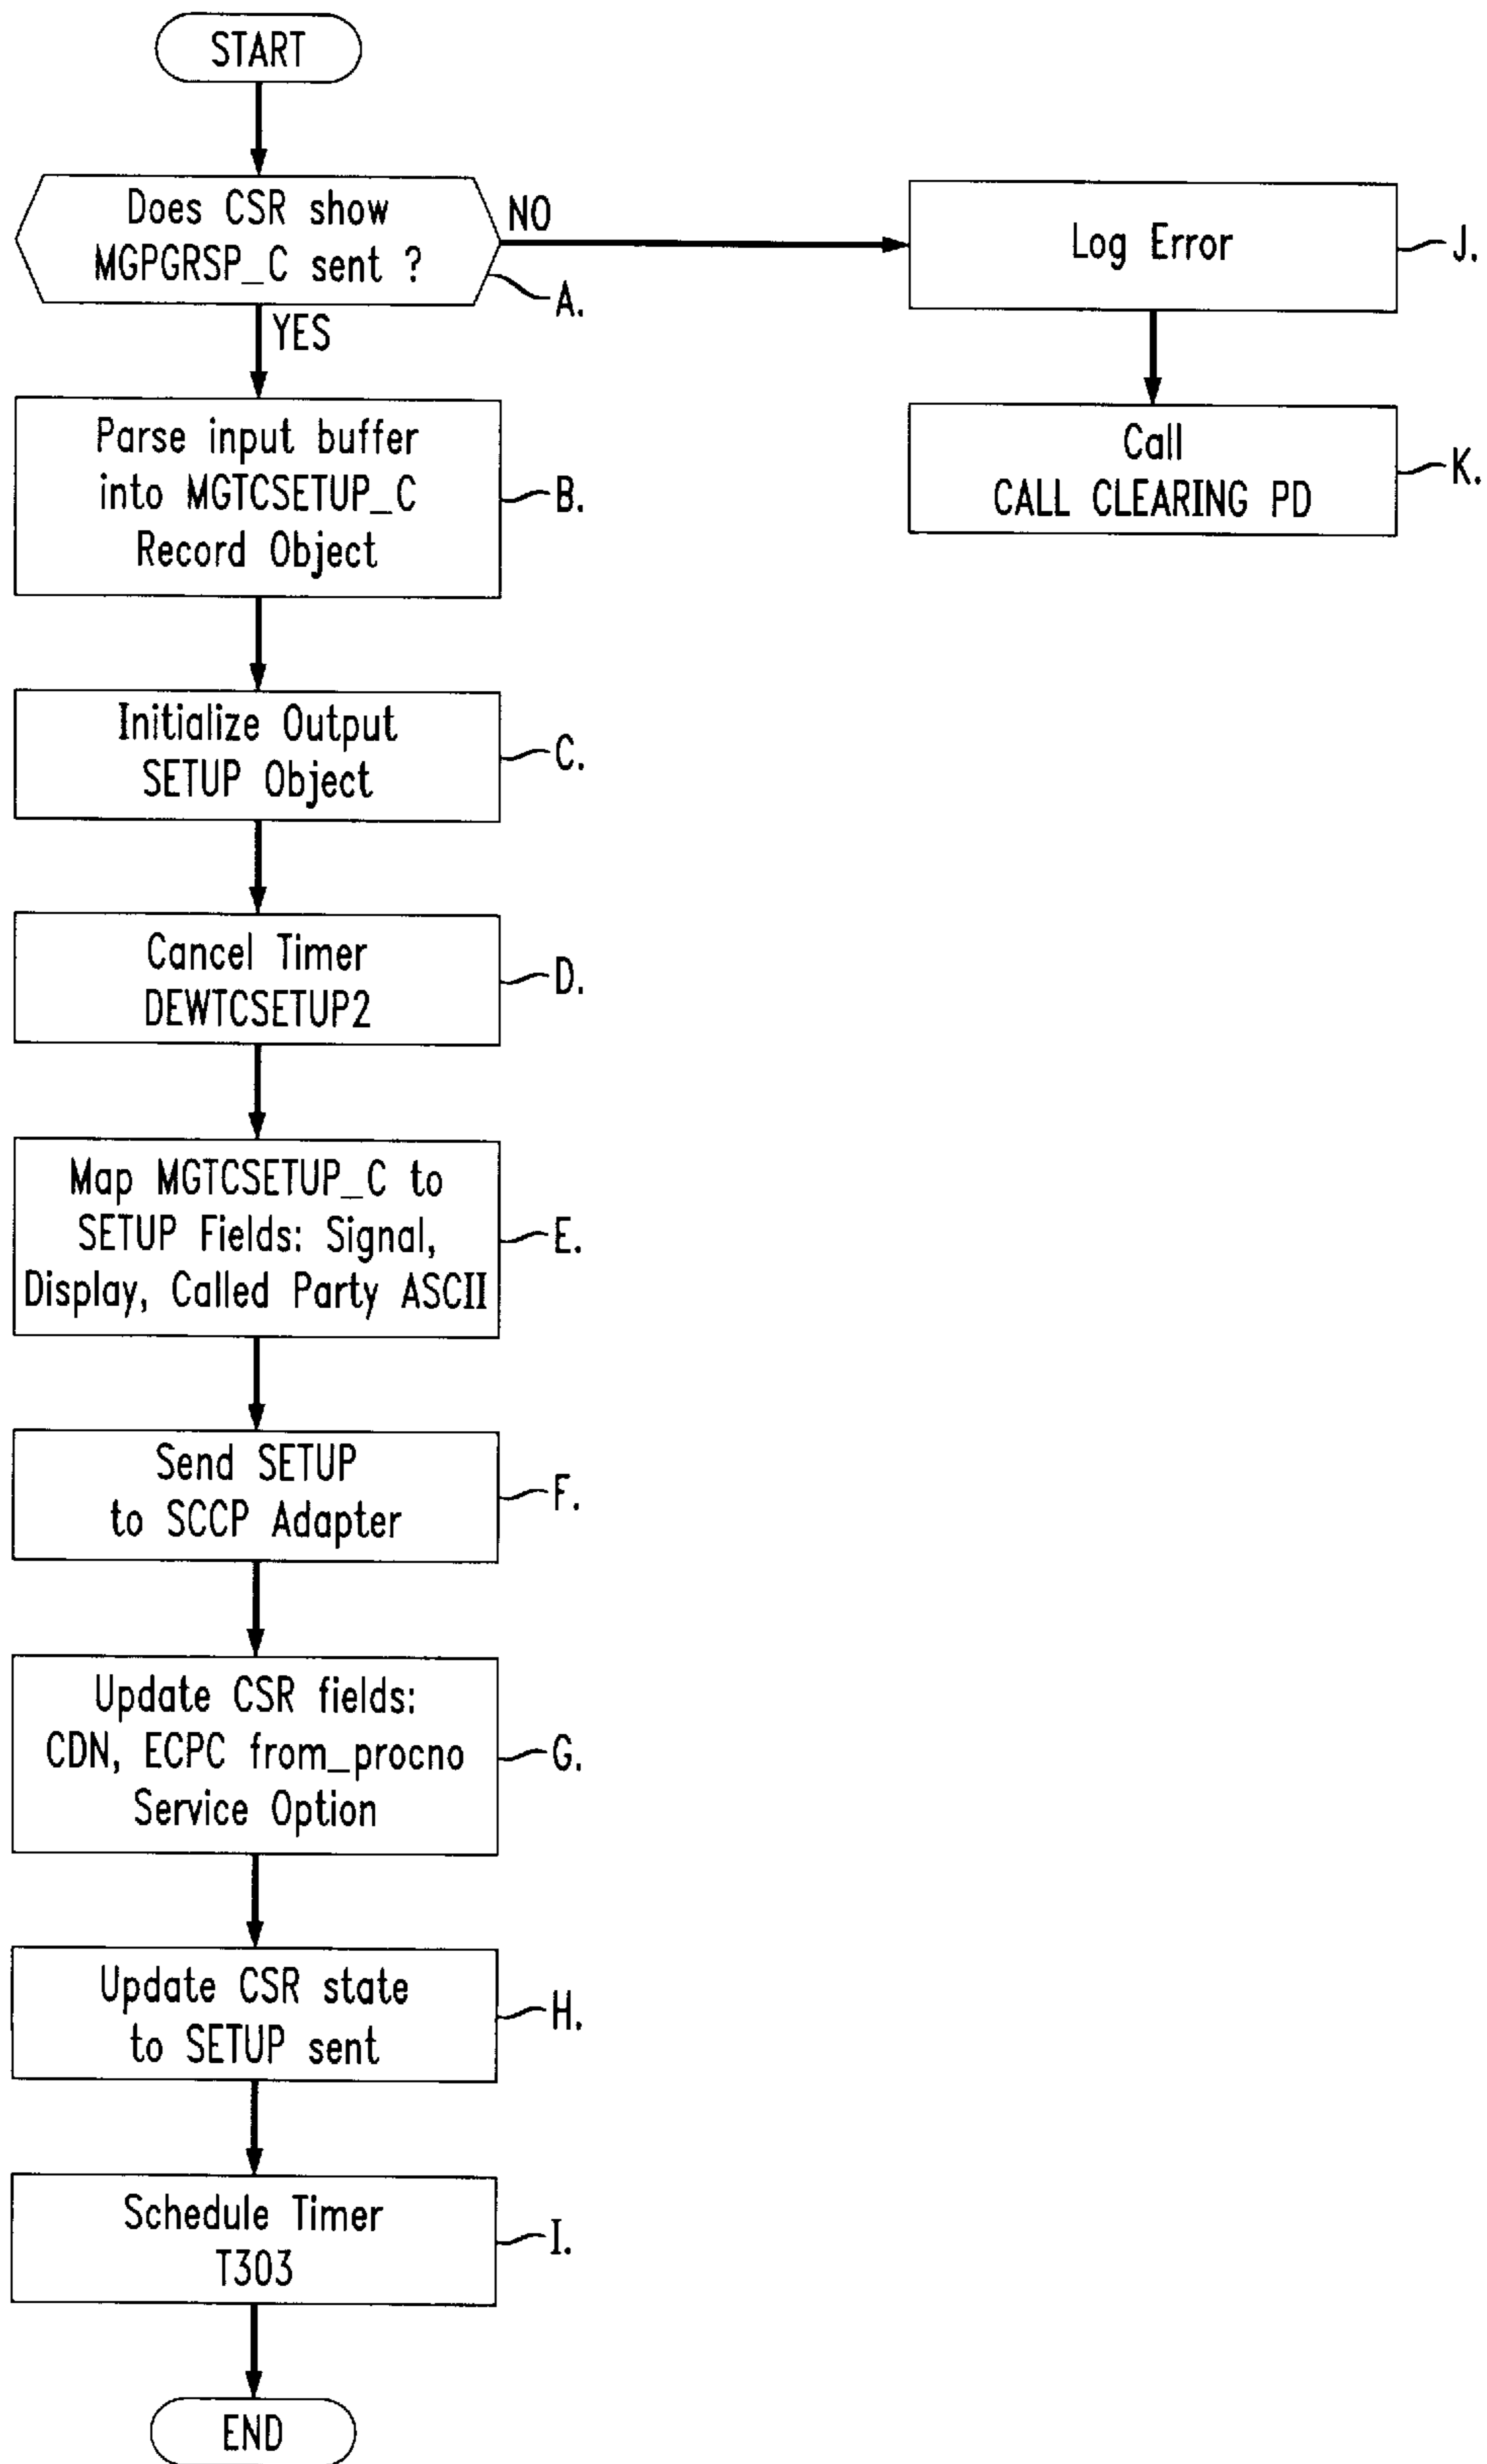 START
Does CSR show
MGPGRSP_C sent ?
NO
A.
YES
Log Error
J.
Call
CALL CLEARING PD
K.
Parse input buffer
into MGTCSETUP_C
Record Object
B.
Initialize Output
SETUP Object
C.
Cancel Timer
DEWTCSETUP2
D.
Map MGTCSETUP_C to
SETUP Fields: Signal,
Display, Called Party ASCII
E.
Send SETUP
to SCCP Adapter
F.
Update CSR fields:
CDN, ECPC from_procno
Service Option
G.
Update CSR state
to SETUP sent
H.
Schedule Timer
T303
I.
END